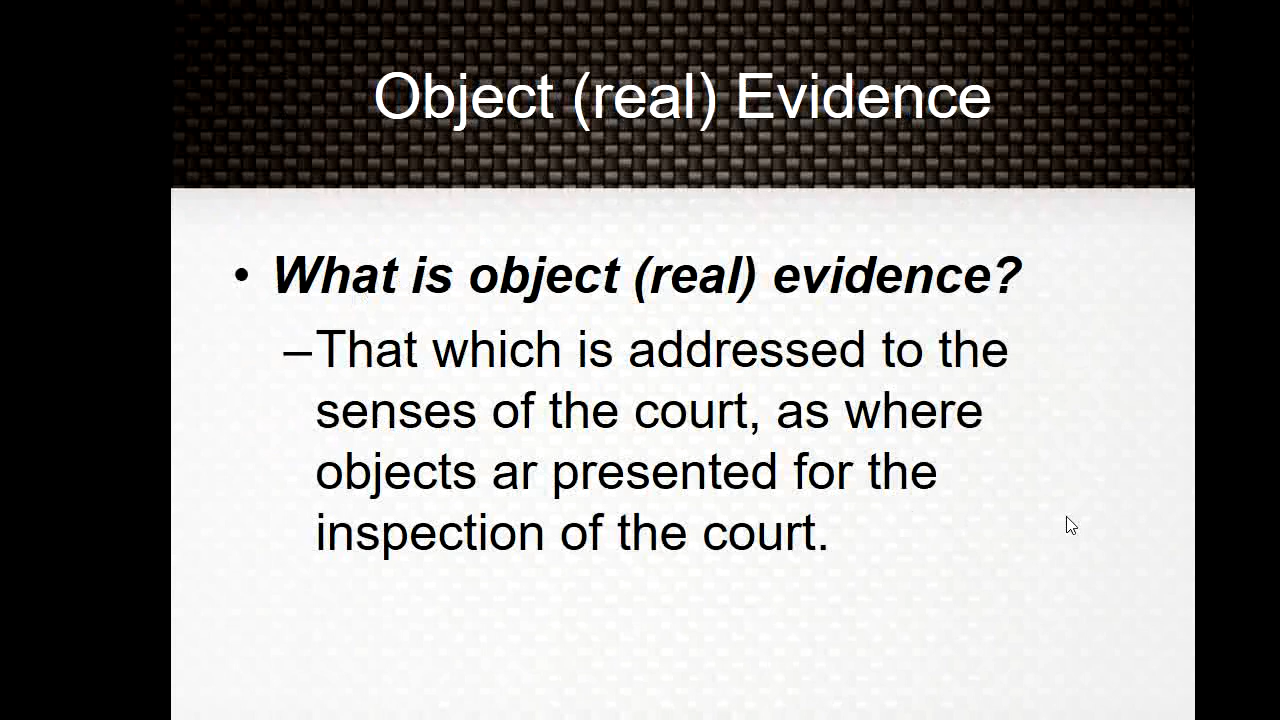 Object (real) Evidence
• What is object (real) evidence?
–That which is addressed to the
senses of the court, as where
objects ar presented for the
inspection of the court.